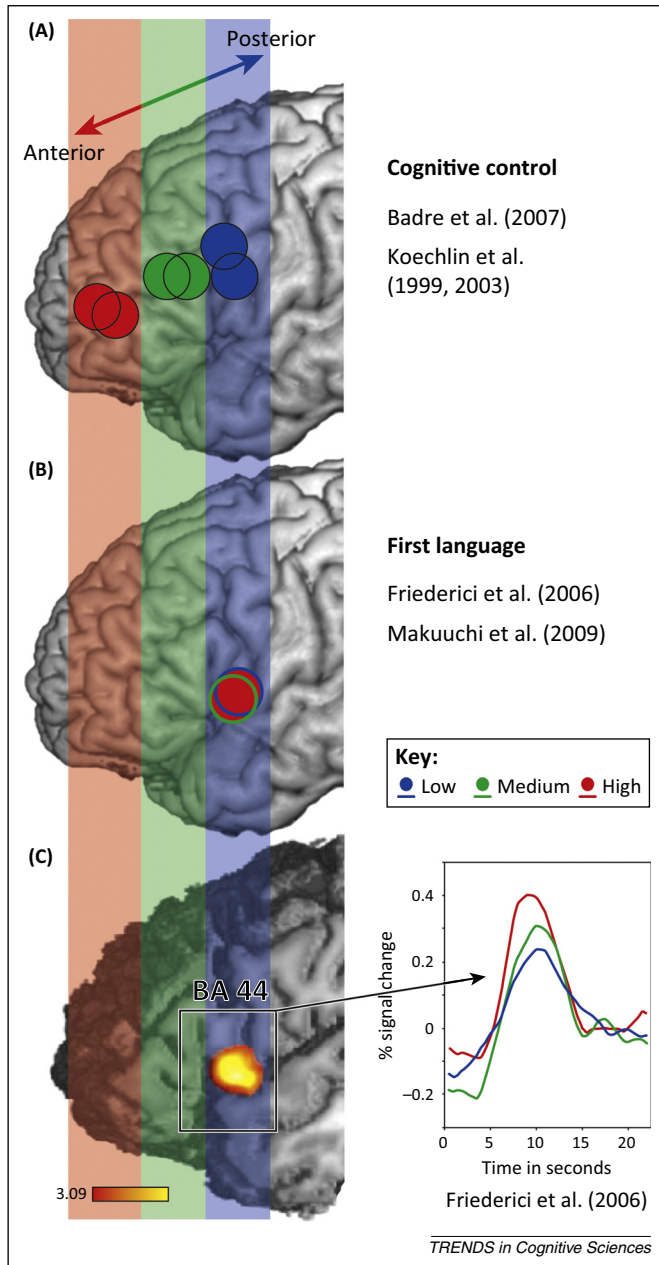 (A)
Posterior
Anterior
Cognitive control
Badre et al. (2007)
Koechlin et al.
(1999, 2003)
(B)
First language
Friederici et al. (2006)
Makuuchi et al. (2009)
Key:
Low Medium High
(C)
BA 44
3.09
% signal change
0.4
0.2
0
−0.2
0 5 10 15 20
Time in seconds
Friederici et al. (2006)
TRENDS in Cognitive Sciences